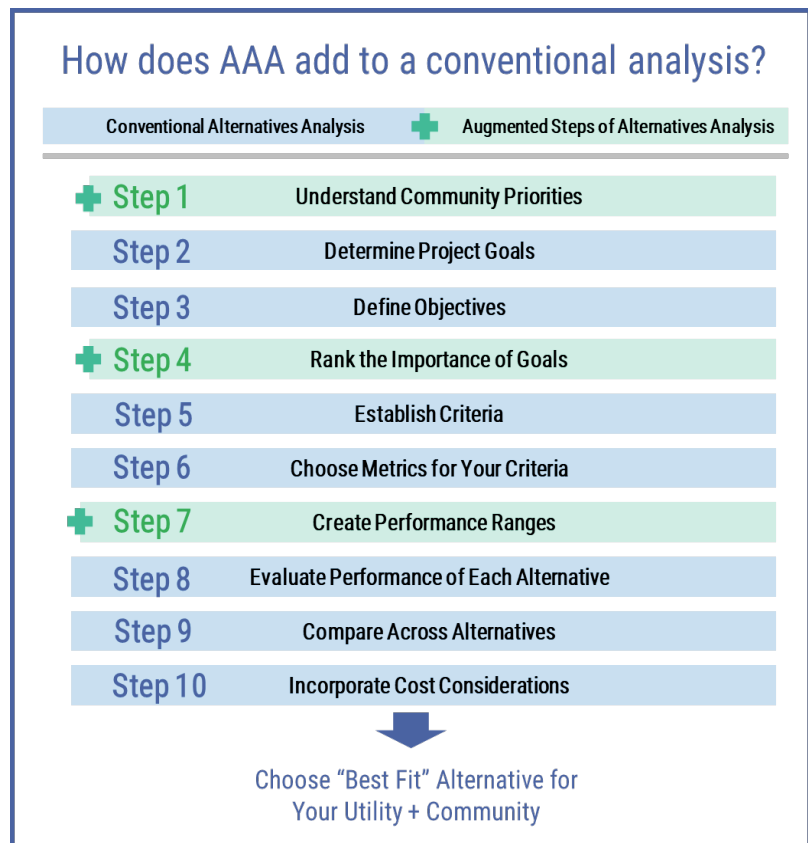 How does AAA add to a conventional analysis?
Conventional Alternatives Analysis
Augmented Steps of Alternatives Analysis
Step 1 Understand Community Priorities
Step 2 Determine Project Goals
Step 3 Define Objectives
Step 4 Rank the Importance of Goals
Step 5 Establish Criteria
Step 6 Choose Metrics for Your Criteria
Step 7 Create Performance Ranges
Step 8 Evaluate Performance of Each Alternative
Step 9 Compare Across Alternatives
Step 10 Incorporate Cost Considerations
Choose “Best Fit” Alternative for
Your Utility + Community